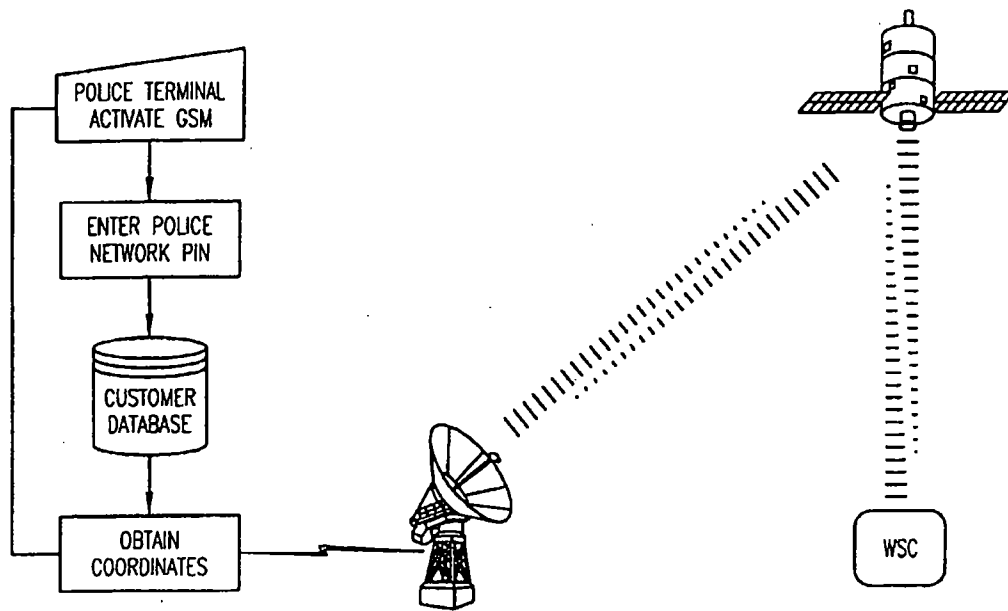 POLICE TERMINAL
ACTIVATE GSM
ENTER POLICE
NETWORK PIN
CUSTOMER
DATABASE
OBTAIN
COORDINATES
WSC